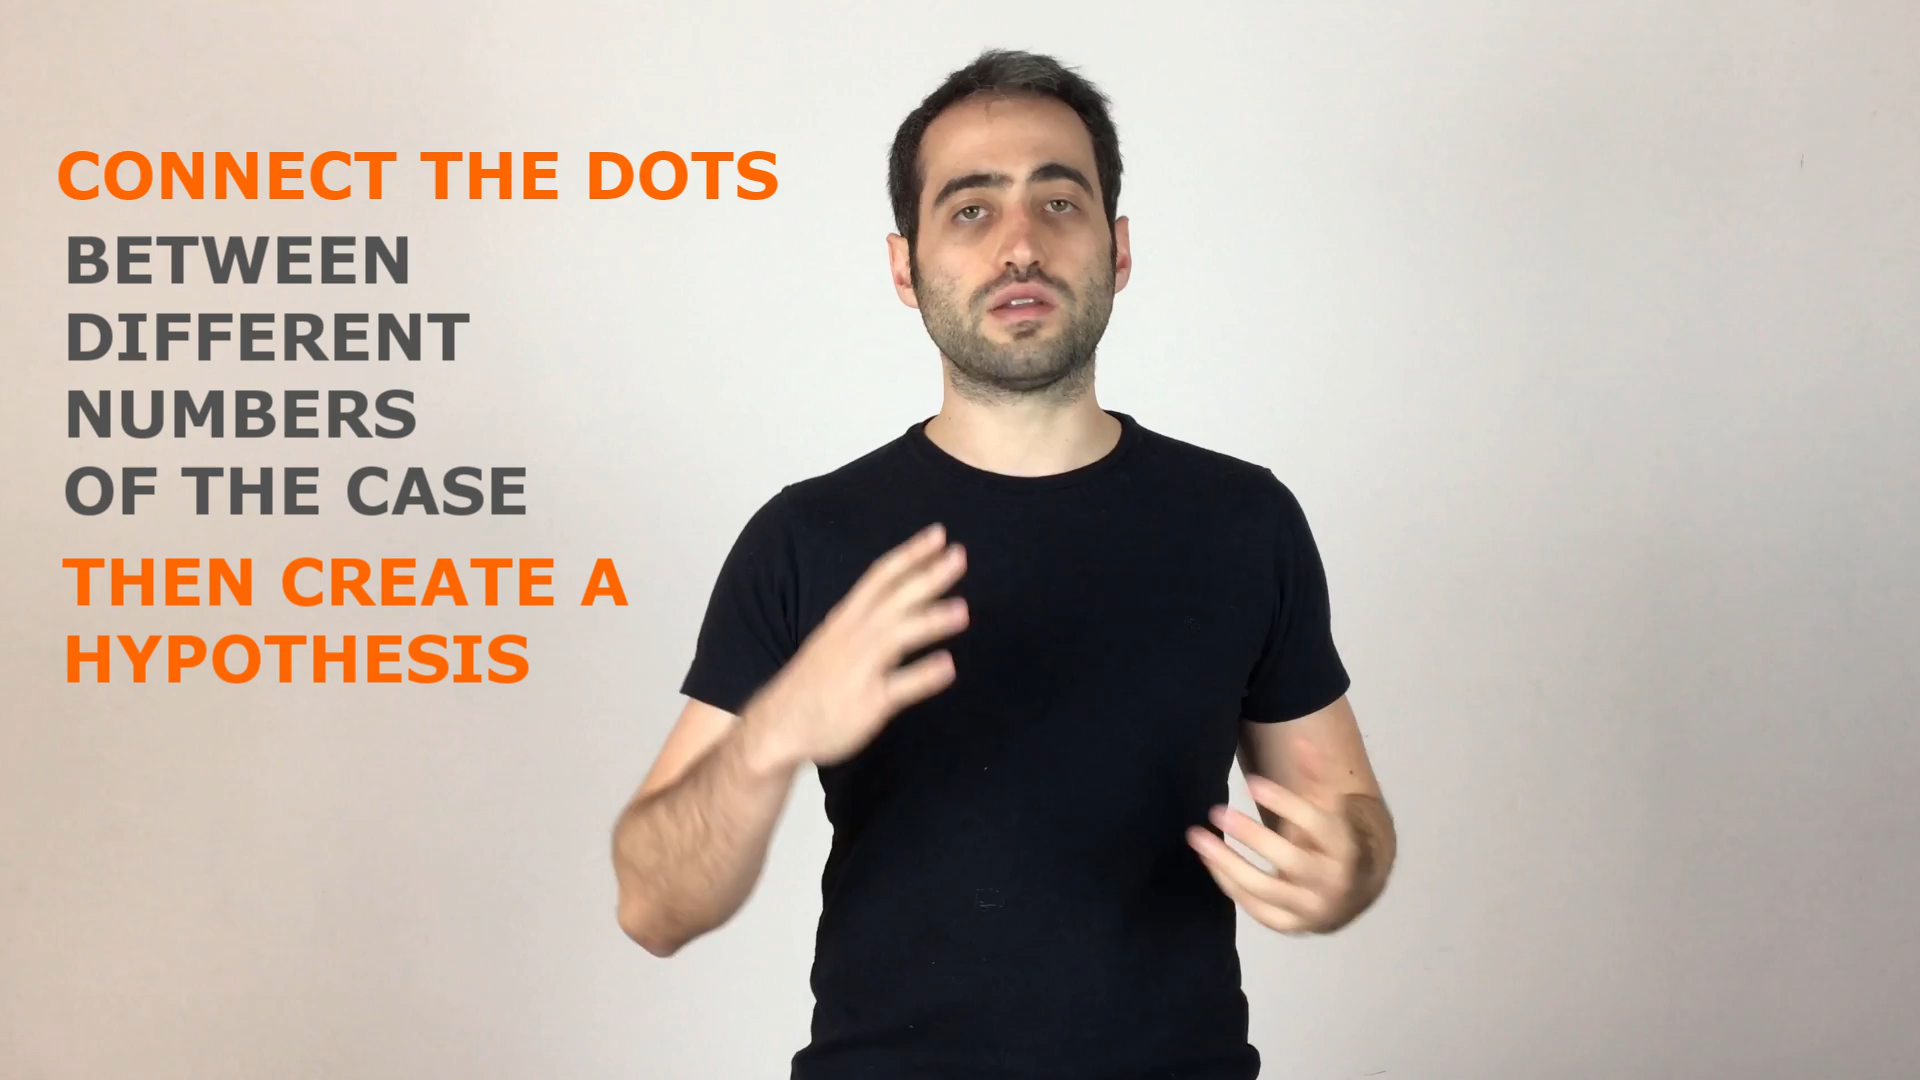 CONNECT THE DOTS
BETWEEN
DIFFERENT
NUMBERS
OF THE CASE
THEN CREATE A
HYPOTHESIS